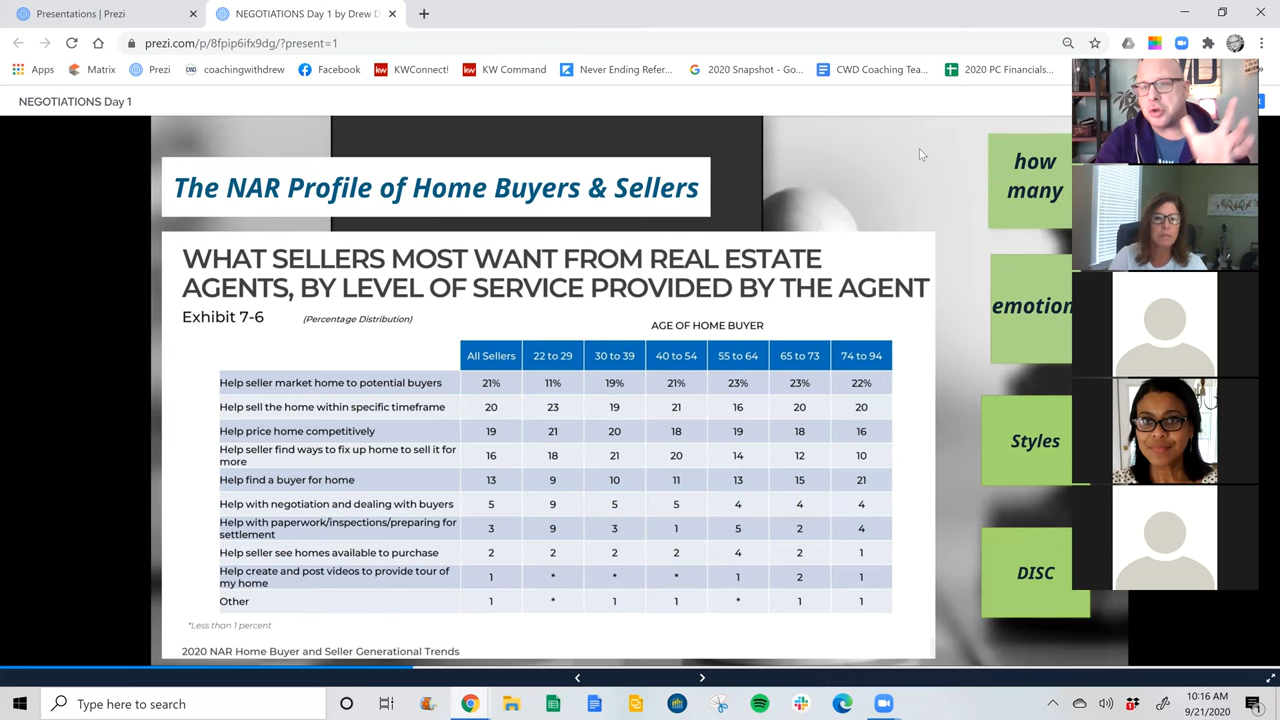 Presentations | Prezi
NEGOTIATIONS Day 1 by Drew D
prezi.com/p/8fpip6ifx9dg/?present=1
Apps
Matrix
Prezi
coachingwithdrew
Facebook
KWConnect!
KW Command
Never Ending Refer...
2020 Snapshot - Go...
CWD Coaching Tea...
2020 PC Financials...
NEGOTIATIONS Day 1
The NAR Profile of Home Buyers & Sellers
WHAT SELLERS MOST WANT FROM REAL ESTATE
AGENTS, BY LEVEL OF SERVICE PROVIDED BY THE AGENT
Exhibit 7-6 (Percentage Distribution)
AGE OF HOME BUYER
All Sellers 22 to 29 30 to 39 40 to 54 55 to 64 65 to 73 74 to 94
Help seller market home to potential buyers 21% 11% 19% 21% 23% 23% 22%
Help sell the home within specific timeframe 20 23 19 21 16 20 20
Help price home competitively 19 21 20 18 19 18 16
Help seller find ways to fix up home to sell it for
more 16 18 21 20 14 12 10
Help find a buyer for home 13 9 10 11 13 15 21
Help with negotiation and dealing with buyers 5 9 5 5 4 4 4
Help with paperwork/inspections/preparing for
settlement 3 9 3 1 5 2 4
Help seller see homes available to purchase 2 2 2 2 4 2 1
Help create and post videos to provide tour of
my home 1 * * * 1 2 1
Other 1 * 1 1 * 1 1
*Less than 1 percent
2020 NAR Home Buyer and Seller Generational Trends
how
many
emotion
Styles
DISC
Type here to search
10:16 AM
9/21/2020